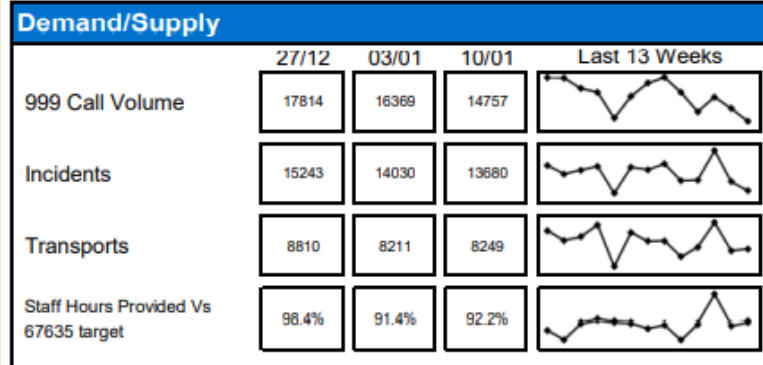 Demand/Supply
27/12 03/01 10/01 Last 13 Weeks
999 Call Volume 17814 16369 14757
Incidents 15243 14030 13680
Transports 8810 8211 8249
Staff Hours Provided Vs
67635 target 98.4% 91.4% 92.2%